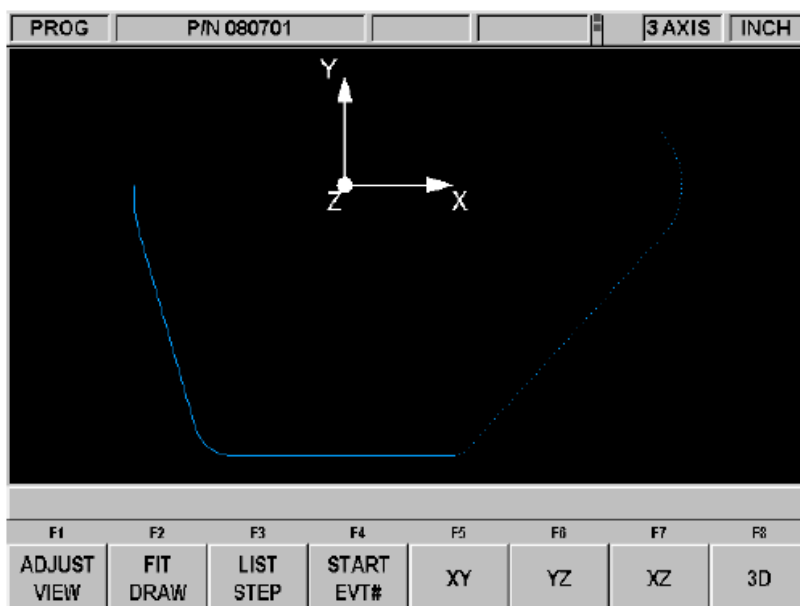 PROG P/N 080701 3 AXIS INCH
Y
Z X
F1 F2 F3 F4 F5 F6 F7 F8
ADJUST VIEW FIT DRAW LIST STEP START EVT# XY YZ XZ 3D